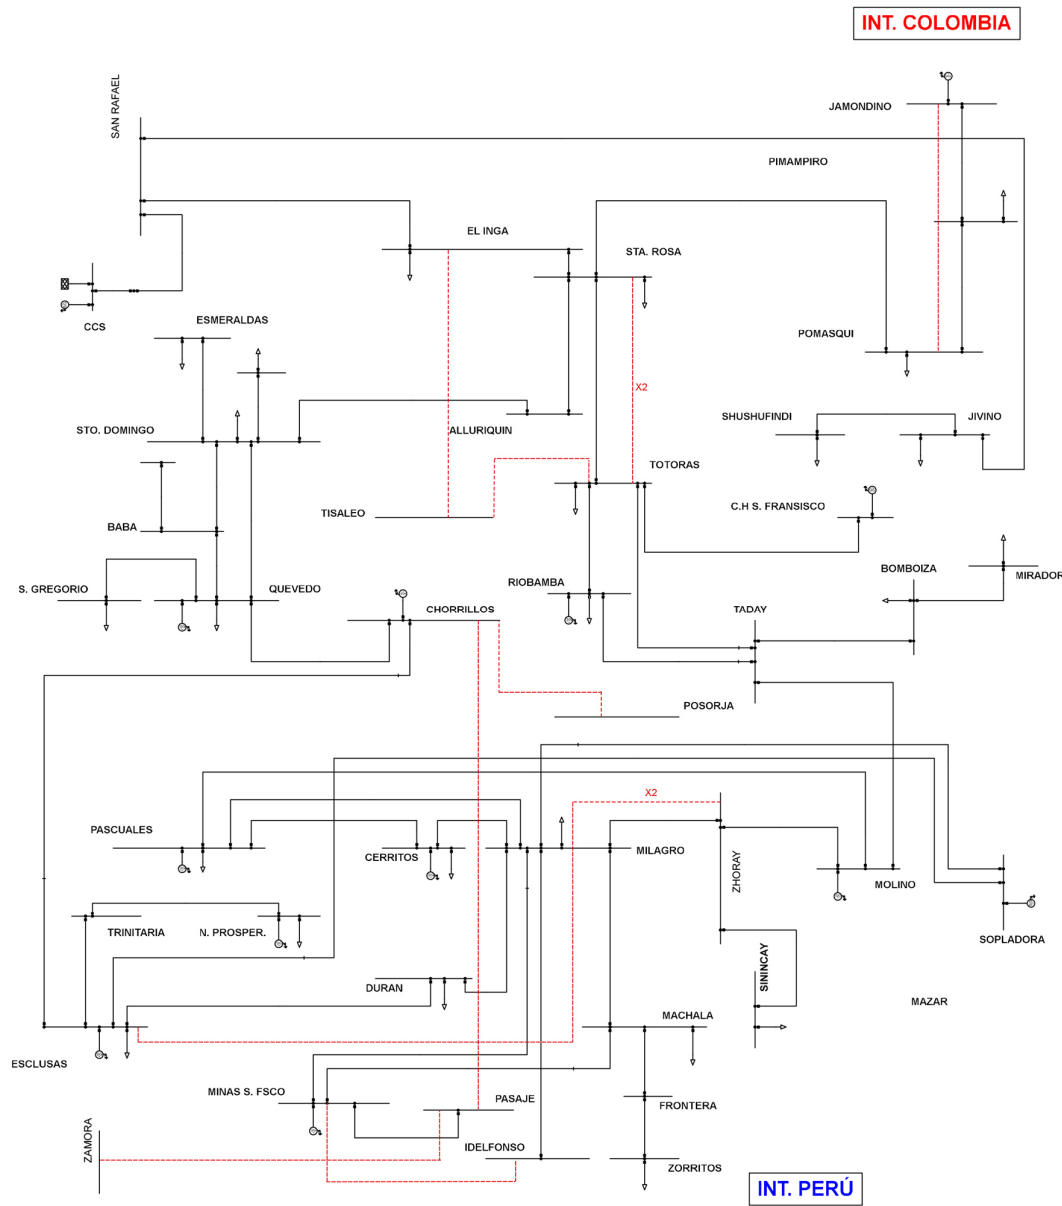 INT. COLOMBIA
SAN RAFAEL
JAMONDINO
PIMAMPIRO
EL INGA
STA. ROSA
CCS
ESMERALDAS
POMASQUI
X2
STO. DOMINGO
ALLURIQUIN
SHUSHUFINDI
JIVINO
TOTORAS
TISALEO
C.H S. FRANSISCO
BABA
S. GREGORIO
QUEVEDO
RIOBAMBA
BOMBOIZA
MIRADOR
CHORRILLOS
TADAY
POSORJA
X2
PASCUALES
CERRITOS
MILAGRO
ZHORAY
MOLINO
TRINITARIA
N. PROSPER.
SOPLADORA
SININCAY
DURAN
MAZAR
MACHALA
ESCLUSAS
MINAS S. FSCO
PASAJE
FRONTERA
ZAMORA
IDELFONSO
ZORRITOS
INT. PERÚ